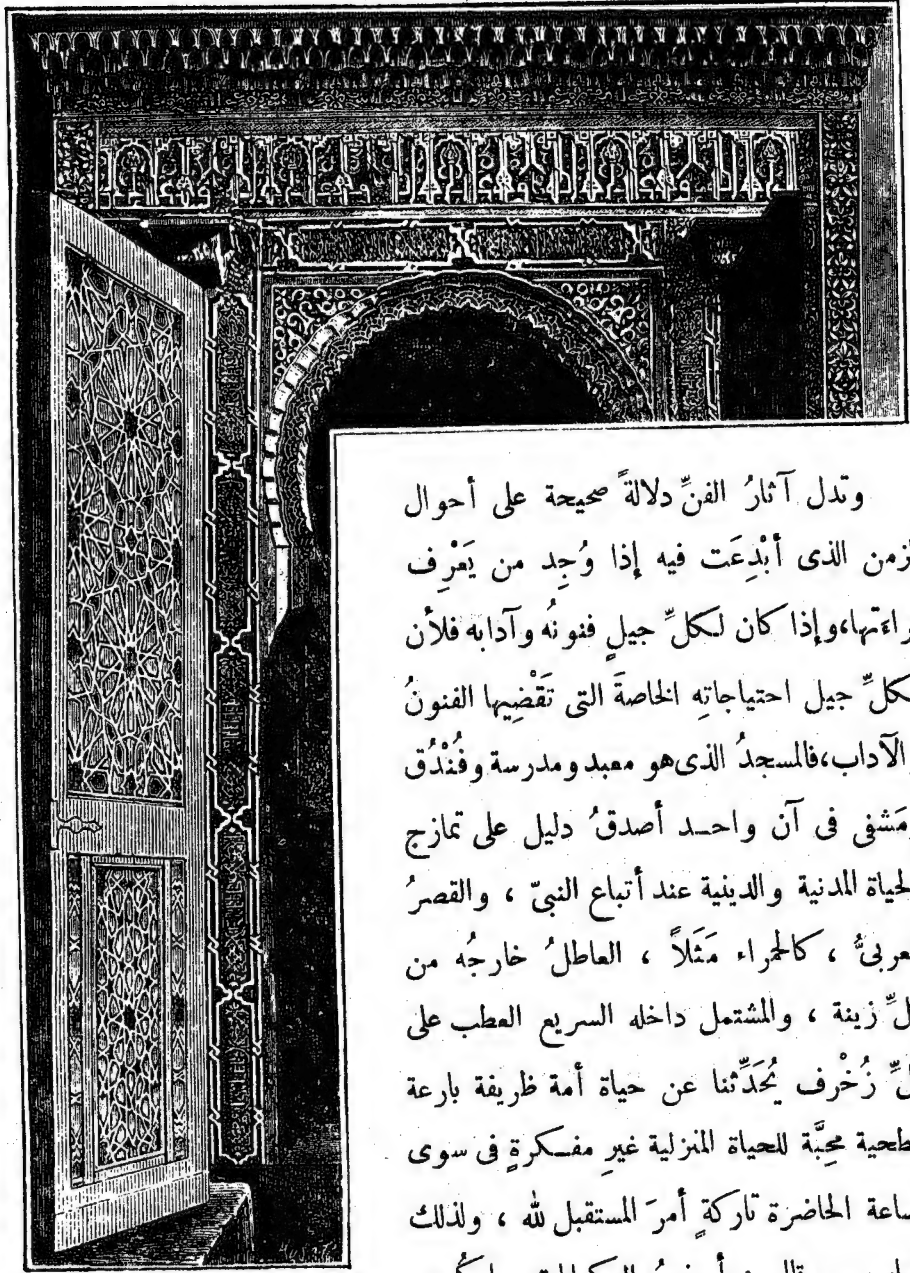 وتدل آثارُ الفنِّ دلالةً صحيحة على أحوال
زمن الذى أُبْدِعَت فيه إذا وُجِد من يَعْرِف
راءتها،وإذا كان لكلِّ جيلٍ فنونُه وآدابه فلأن
كلِّ جيل احتياجاتِه الخاصةَ التى تَقْضِيها الفنونُ
الآداب،فالمسجدُ الذى هو معبد ومدرسة وفُنْدُق
مَشفى فى آن واحد أصدقُ دليل على تمازج
لحياة المدنية والدينية عند أتباع النبىّ ، والقصرُ
عربىُّ ، كالحمراء مَثَلاً ، العاطلُ خارجُه من
لِّ زينة ، والمشتمل داخله السريع العطب على
لِّ زُخْرف يُحَدِّثنا عن حياة أمة ظريفة بارعة
طحية محِبَّة للحياة المنزلية غيرِ مفكرةٍ فى سوى
ساعة الحاضرة تاركةٍ أمرَ المستقبل لله ، ولذلك